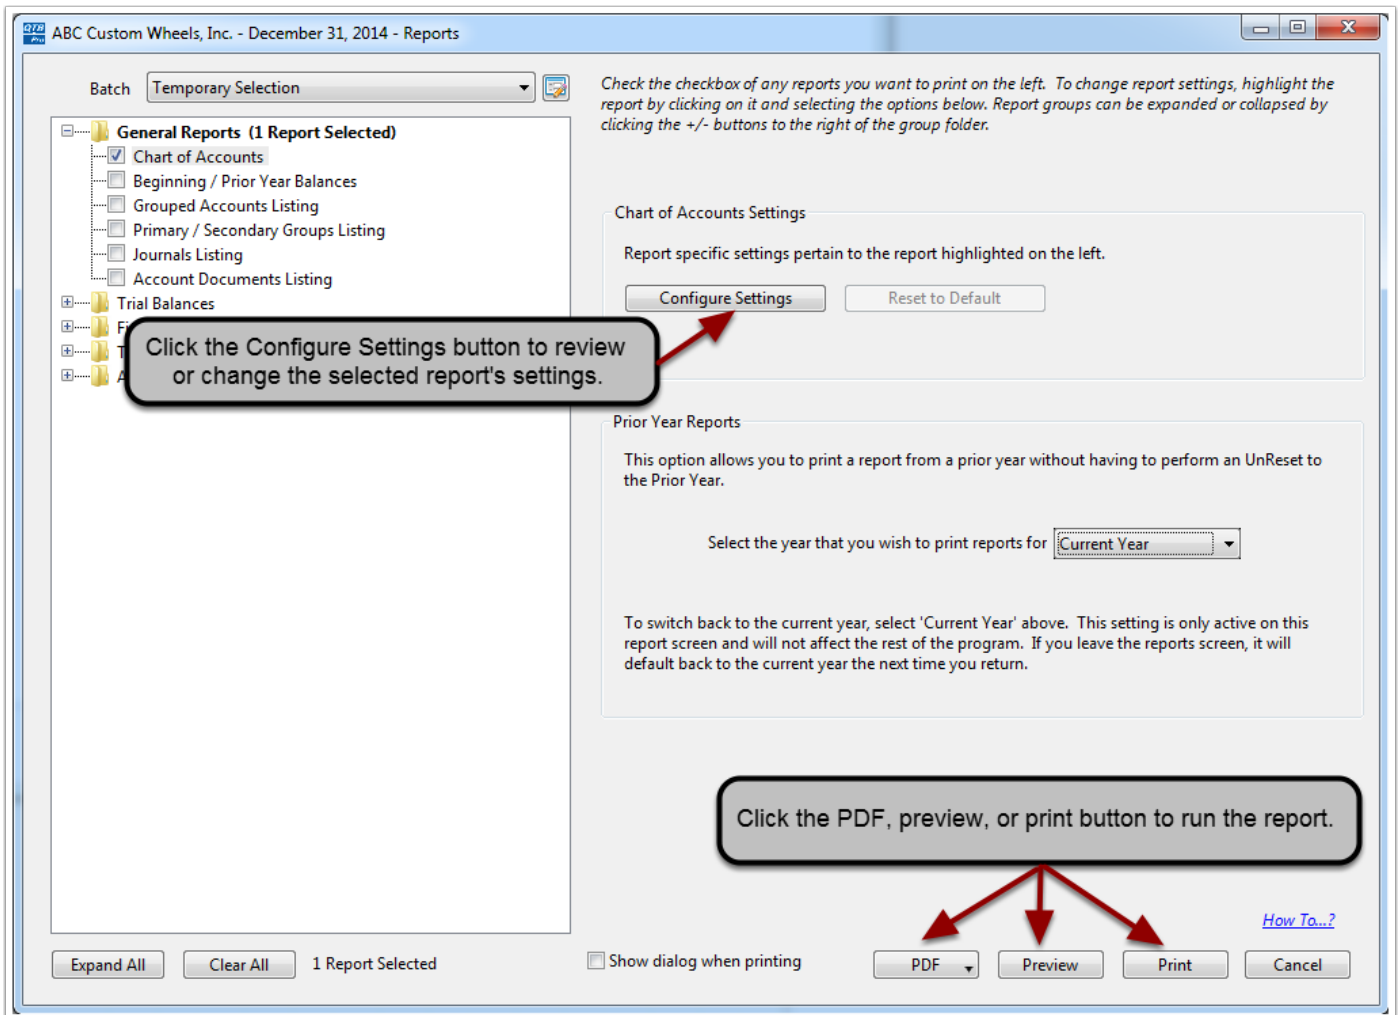 QTB Pro
ABC Custom Wheels, Inc. - December 31, 2014 - Reports
Batch
Temporary Selection
Check the checkbox of any reports you want to print on the left.  To change report settings, highlight the
report by clicking on it and selecting the options below. Report groups can be expanded or collapsed by
clicking the +/- buttons to the right of the group folder.
General Reports  (1 Report Selected)
Chart of Accounts
Beginning / Prior Year Balances
Grouped Accounts Listing
Primary / Secondary Groups Listing
Journals Listing
Account Documents Listing
Trial Balances
Click the Configure Settings button to review
or change the selected report's settings.
Chart of Accounts Settings
Report specific settings pertain to the report highlighted on the left.
Configure Settings
Reset to Default
Prior Year Reports
This option allows you to print a report from a prior year without having to perform an UnReset to
the Prior Year.
Select the year that you wish to print reports for
Current Year
To switch back to the current year, select 'Current Year' above.  This setting is only active on this
report screen and will not affect the rest of the program.  If you leave the reports screen, it will
default back to the current year the next time you return.
Click the PDF, preview, or print button to run the report.
How To...?
Expand All
Clear All
1 Report Selected
Show dialog when printing
PDF
Preview
Print
Cancel